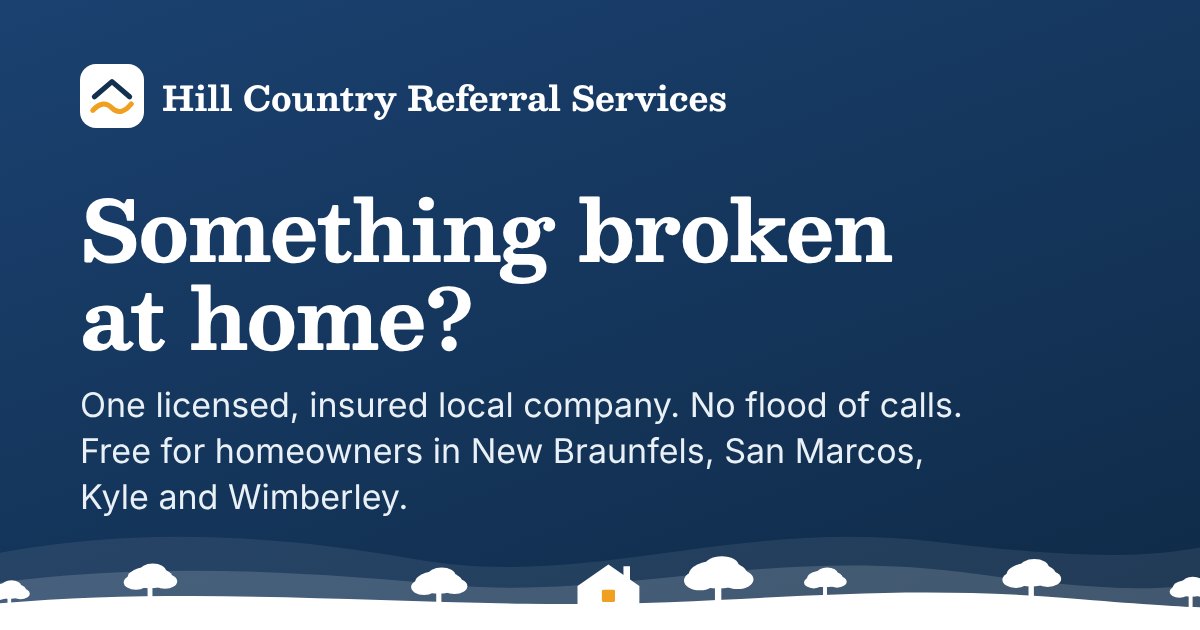 Hill Country Referral Services
Something broken
at home?
One licensed, insured local company. No flood of calls.
Free for homeowners in New Braunfels, San Marcos,
Kyle and Wimberley.